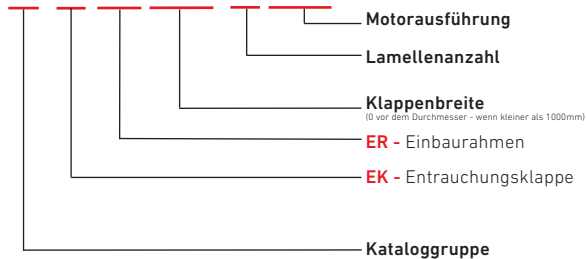 Motorausführung
Lamellenanzahl
Klappenbreite
(0 vor dem Durchmesser - wenn kleiner als 1000mm)
ER - Einbaurahmen
EK - Entrauchungsklappe
Kataloggruppe